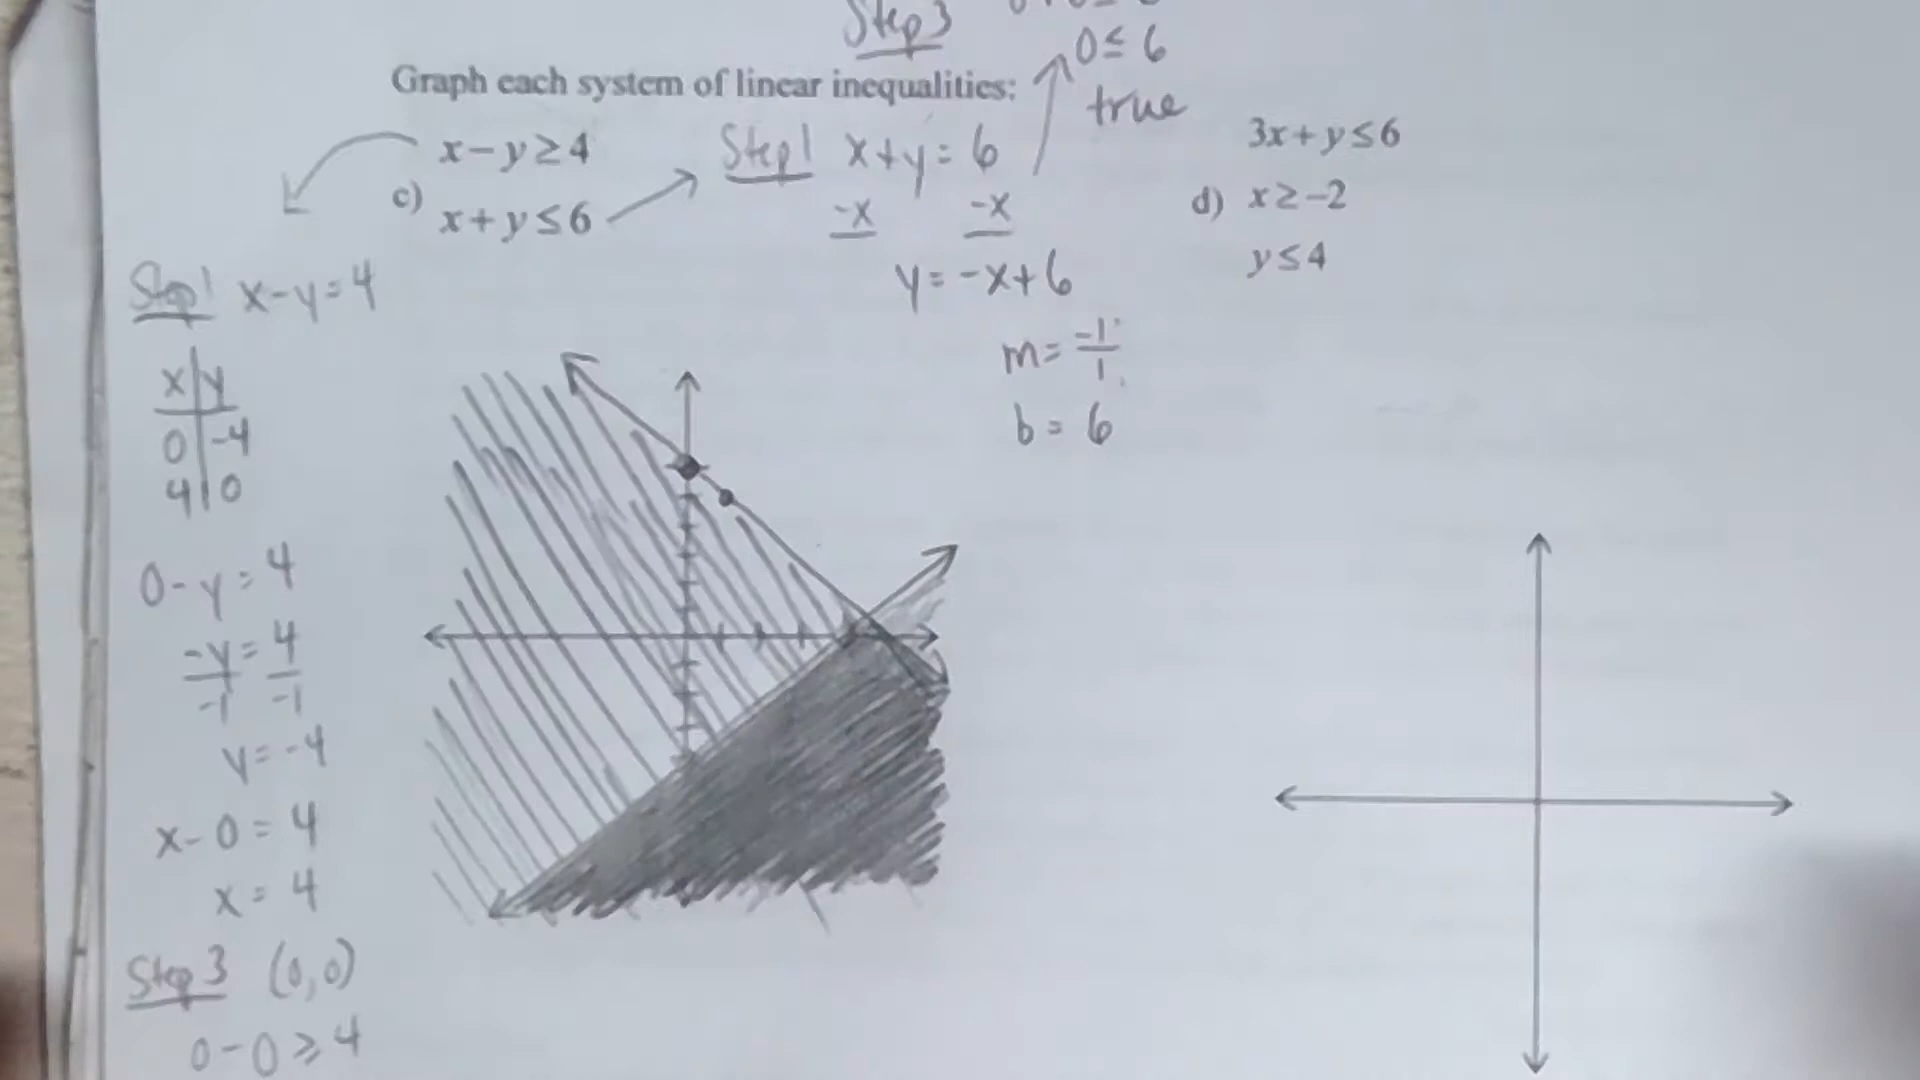 Step 3
0 ≤ 6
true
Graph each system of linear inequalities:
c)
x - y ≥ 4
x + y ≤ 6
Step 1 x+y = 6
-x -x
y = -x+6
m = -1/1
b = 6
d)
3x + y ≤ 6
x ≥ -2
y ≤ 4
Step 1 x-y=4
x y
0 -4
4 0
0-y = 4
-y = 4
-1 -1
y = -4
x-0 = 4
x = 4
Step 3 (0,0)
0-0 ≥ 4